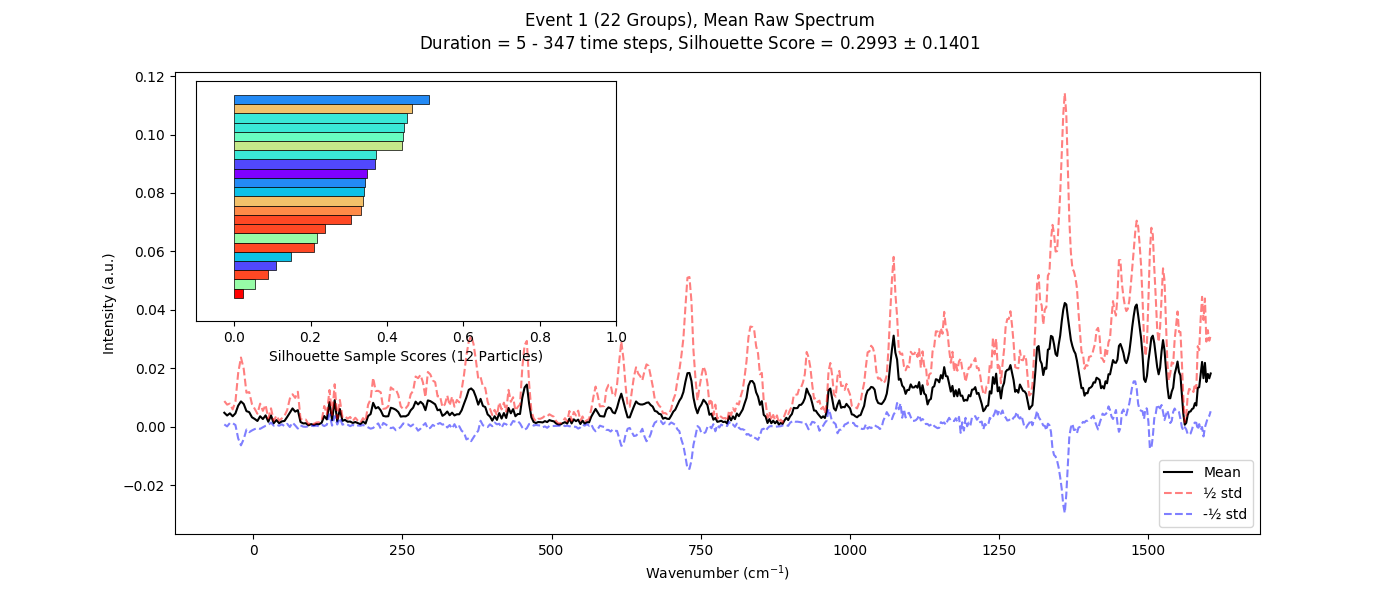 Event 1 (22 Groups), Mean Raw Spectrum
Duration = 5 - 347 time steps, Silhouette Score = 0.2993 ± 0.1401
0.12
0.10
0.08
0.06
0.04
0.02
0.00
−0.02
Intensity (a.u.)
0.0 0.2 0.4 0.6 0.8 1.0
Silhouette Sample Scores (12 Particles)
Mean
½ std
-½ std
0 250 500 750 1000 1250 1500
Wavenumber (cm⁻¹)